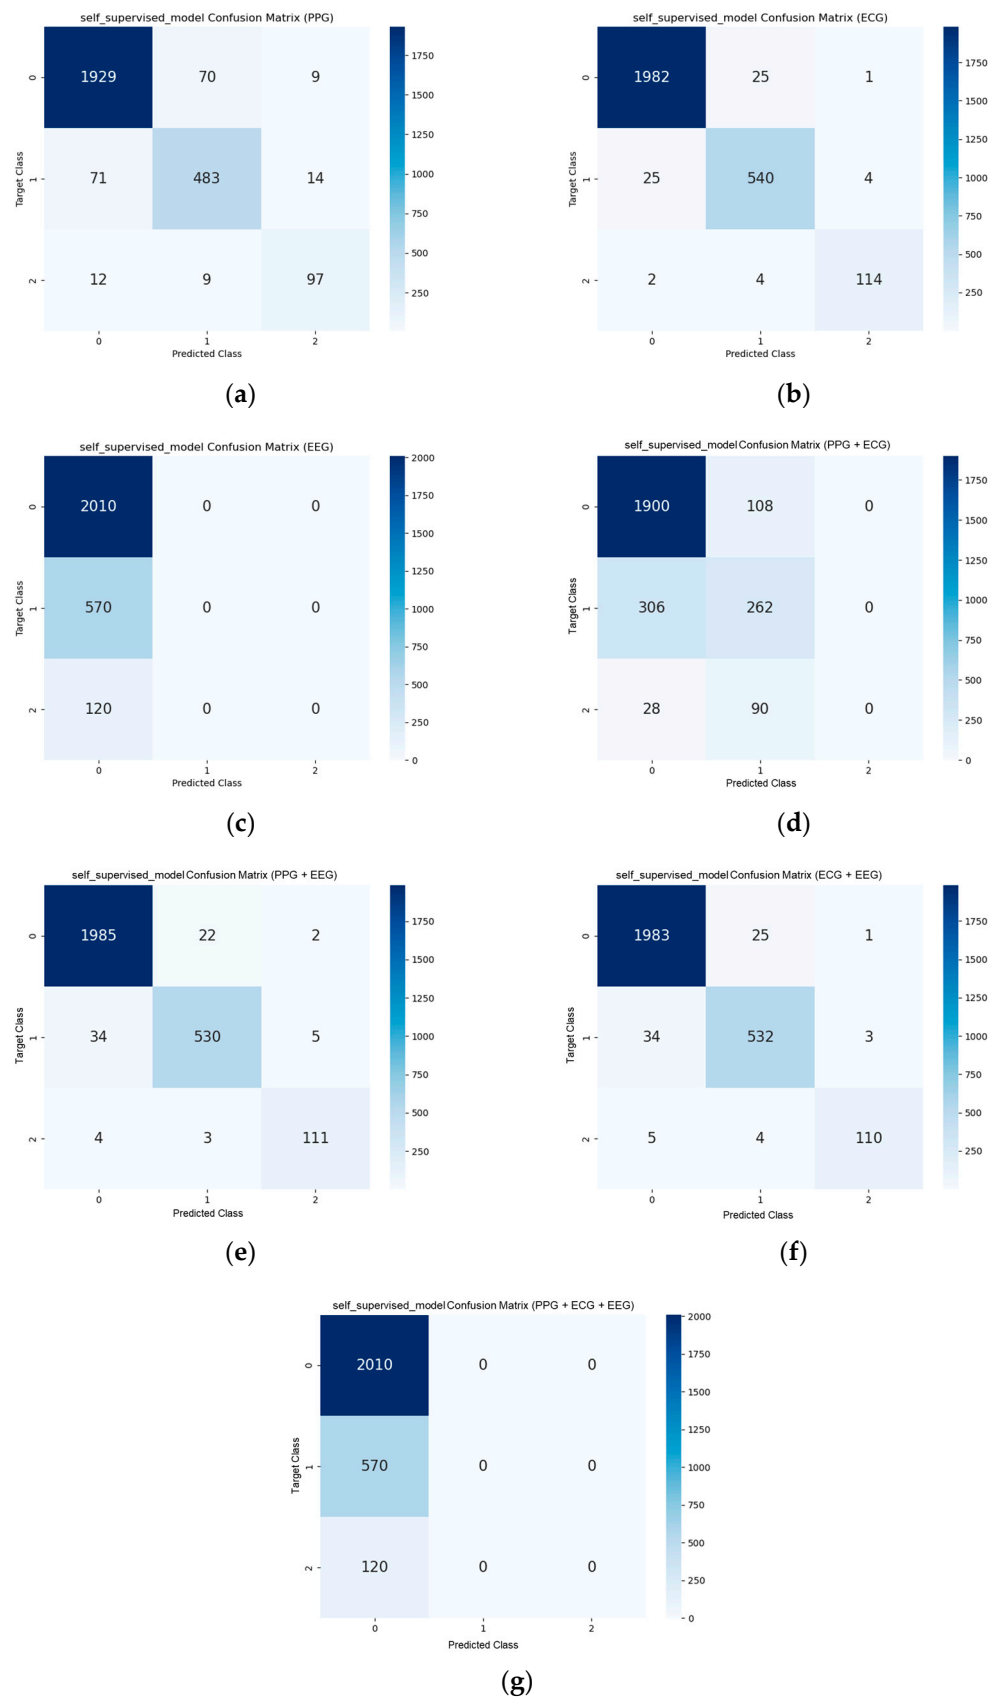 self_supervised_model Confusion Matrix (PPG)
0 1929 70 9
1 71 483 14
2 12 9 97
0 1 2
Target Class
Predicted Class
1750
1500
1250
1000
750
500
250
(a)
self_supervised_model Confusion Matrix (ECG)
0 1982 25 1
1 25 540 4
2 2 4 114
0 1 2
Target Class
Predicted Class
1750
1500
1250
1000
750
500
250
(b)
self_supervised_model Confusion Matrix (EEG)
0 2010 0 0
1 570 0 0
2 120 0 0
0 1 2
Target Class
Predicted Class
2000
1750
1500
1250
1000
750
500
250
0
(c)
self_supervised_model Confusion Matrix (PPG + ECG)
0 1900 108 0
1 306 262 0
2 28 90 0
0 1 2
Target Class
Predicted Class
1750
1500
1250
1000
750
500
250
0
(d)
self_supervised_model Confusion Matrix (PPG + EEG)
0 1985 22 2
1 34 530 5
2 4 3 111
0 1 2
Target Class
Predicted Class
1750
1500
1250
1000
750
500
250
(e)
self_supervised_model Confusion Matrix (ECG + EEG)
0 1983 25 1
1 34 532 3
2 5 4 110
0 1 2
Target Class
Predicted Class
1750
1500
1250
1000
750
500
250
(f)
self_supervised_model Confusion Matrix (PPG + ECG + EEG)
0 2010 0 0
1 570 0 0
2 120 0 0
0 1 2
Target Class
Predicted Class
2000
1750
1500
1250
1000
750
500
250
0
(g)